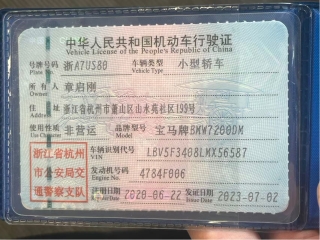 中华人民共和国机动车行驶证
Vehicle License of the People's Republic of China
号牌号码 浙A7US80 车辆类型 小型轿车
Plate No. Vehicle Type
所有人 章启刚
Owner
住址 浙江省杭州市萧山区山水苑社区199号
Address
使用性质 非营运 品牌型号 宝马牌BMW7200DM
Use Character Model
浙江省杭州市公安局交通警察支队
车辆识别代号 LBV5F3408LMX56587
VIN
发动机号码 4784F006
Engine No.
注册日期 2020-06-22 发证日期 2023-07-02
Register Date Issue Date